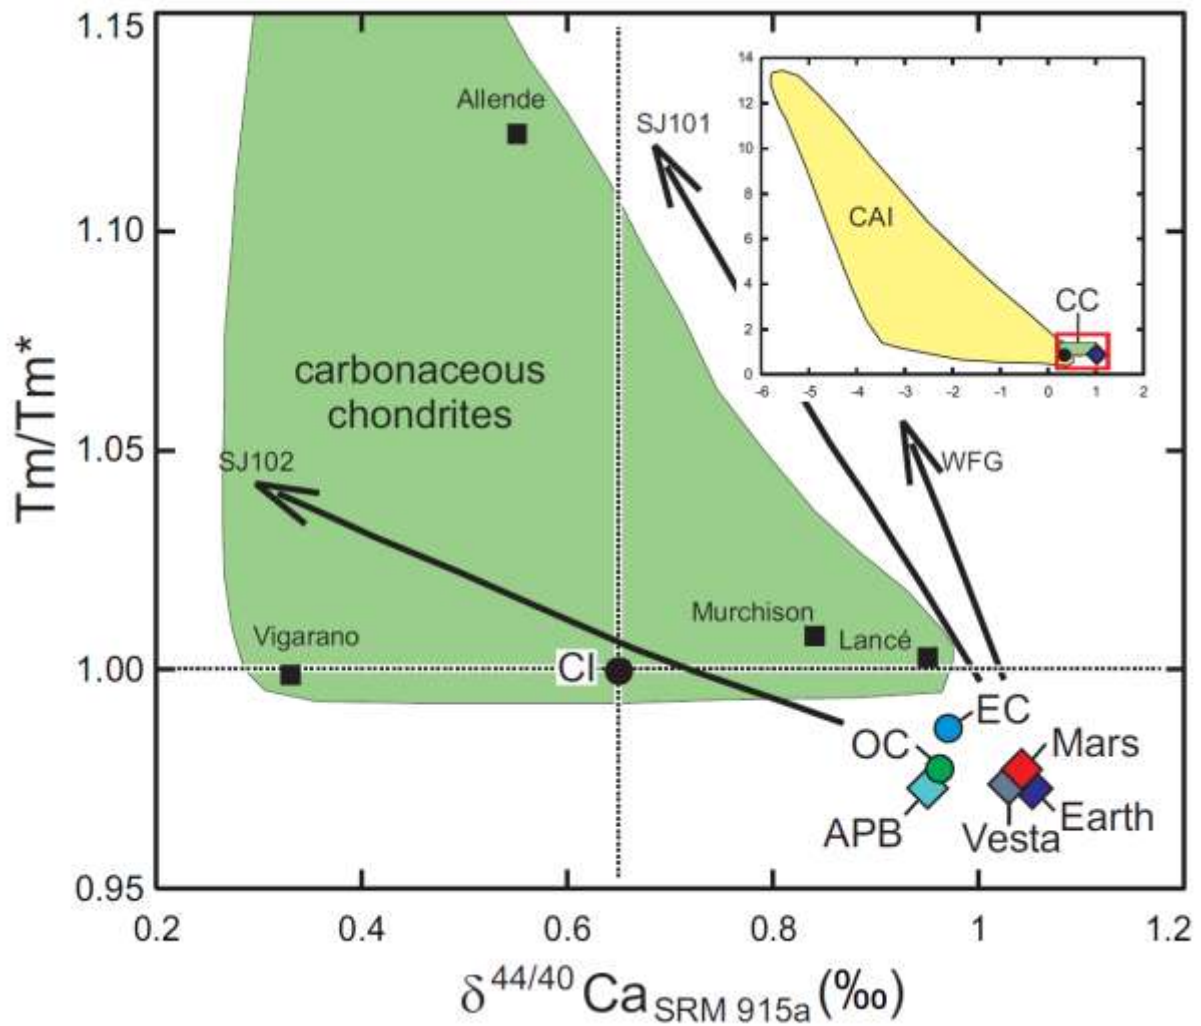 1.15
1.10
1.05
1.00
0.95
Tm/Tm*
0.2
0.4
0.6
0.8
1
1.2
δ44/40CaSRM 915a(‰)
Allende
SJ101
carbonaceous
chondrites
SJ102
WFG
Vigarano
CI
Murchison
Lancé
EC
OC
Mars
APB
Vesta
Earth
14
12
10
8
6
4
2
0
-6
-5
-4
-3
-2
-1
0
1
2
CAI
CC